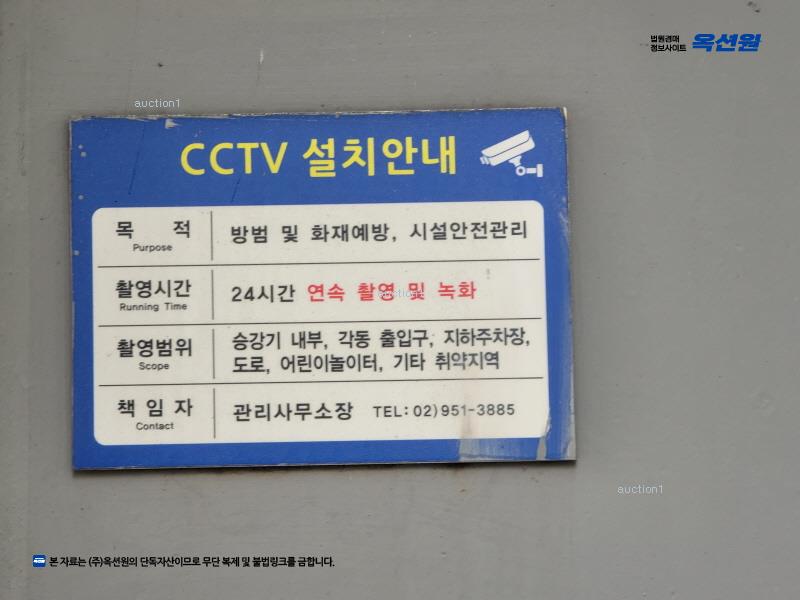 법원경매
정보사이트 옥션원
auction1
CCTV 설치안내
목 적 방범 및 화재예방, 시설안전관리
Purpose
촬영시간 24시간 연속 촬영 및 녹화
Running Time
auction1
촬영범위 승강기 내부, 각동 출입구, 지하주차장,
Scope 도로, 어린이놀이터, 기타 취약지역
책 임 자 관리사무소장 TEL: 02)951-3885
Contact
auction1
본 자료는 (주)옥션원의 단독자산이므로 무단 복제 및 불법링크를 금합니다.